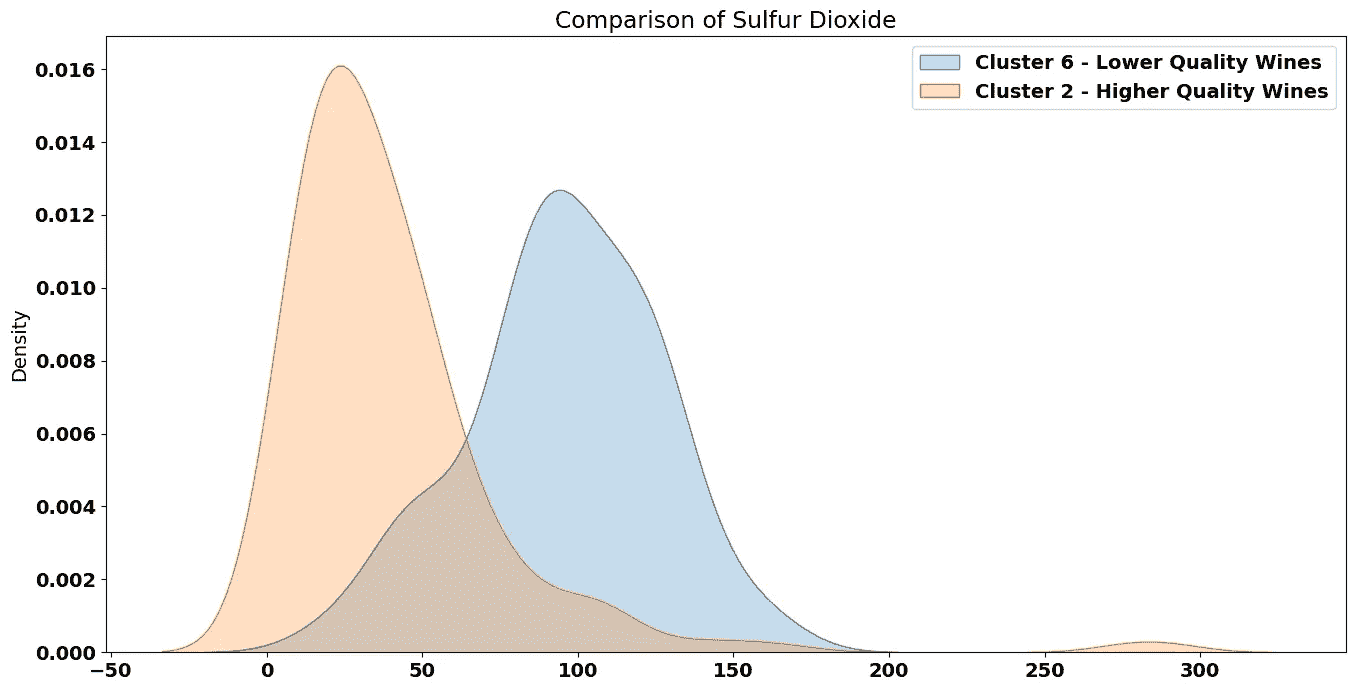 Comparison of Sulfur Dioxide
Cluster 6 - Lower Quality Wines
Cluster 2 - Higher Quality Wines
0.016
0.014
0.012
0.010
0.008
0.006
0.004
0.002
0.000
Density
−50 0 50 100 150 200 250 300